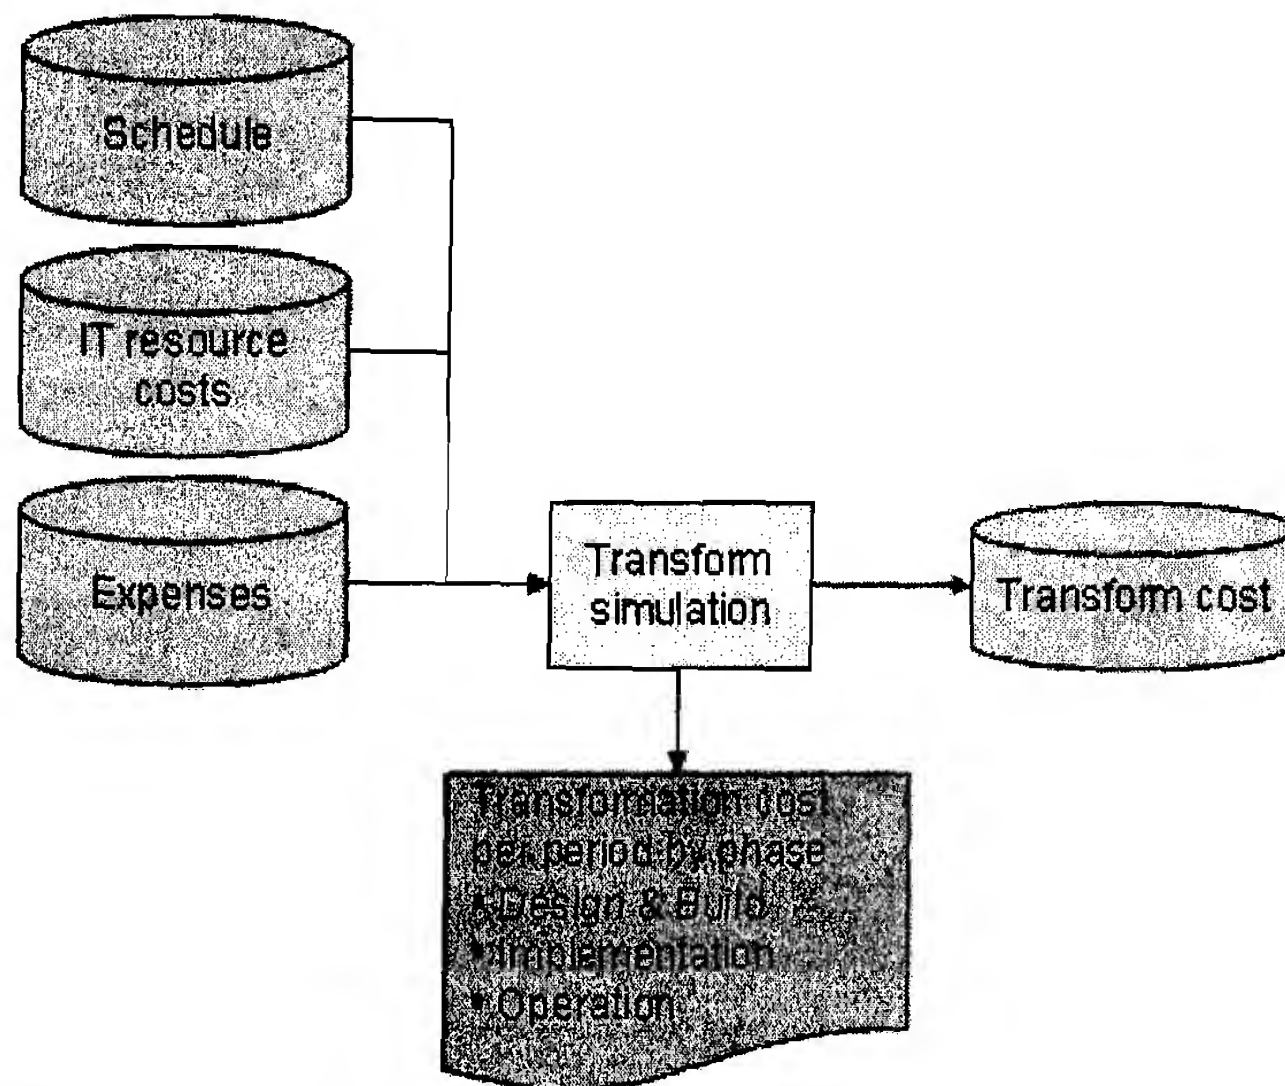 Schedule
IT resource
costs
Expenses
Transform
simulation
Transform cost
Transformation cost
per period by phase
• Design & Build
• Implementation
• Operation